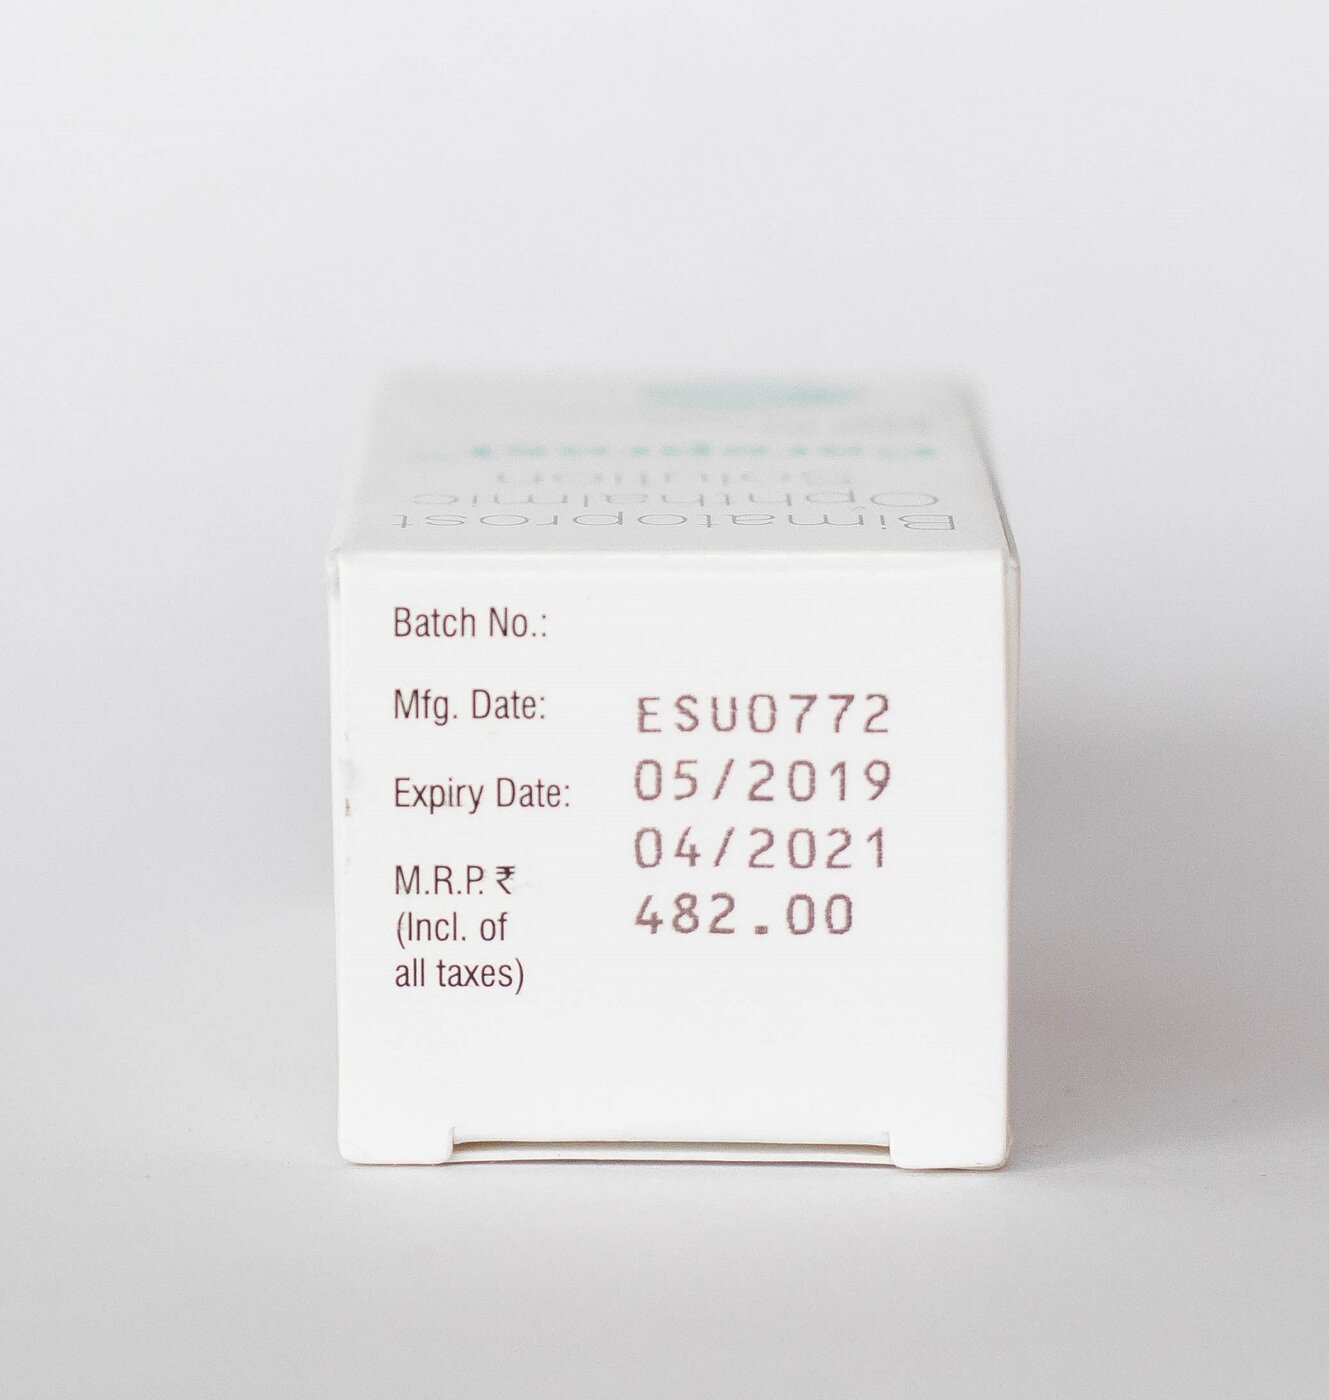 Bimatoprost
Ophthalmic
Solution
Batch No.:
Mfg. Date:
Expiry Date:
M.R.P. ₹
(Incl. of
all taxes)
ESU0772
05/2019
04/2021
482.00